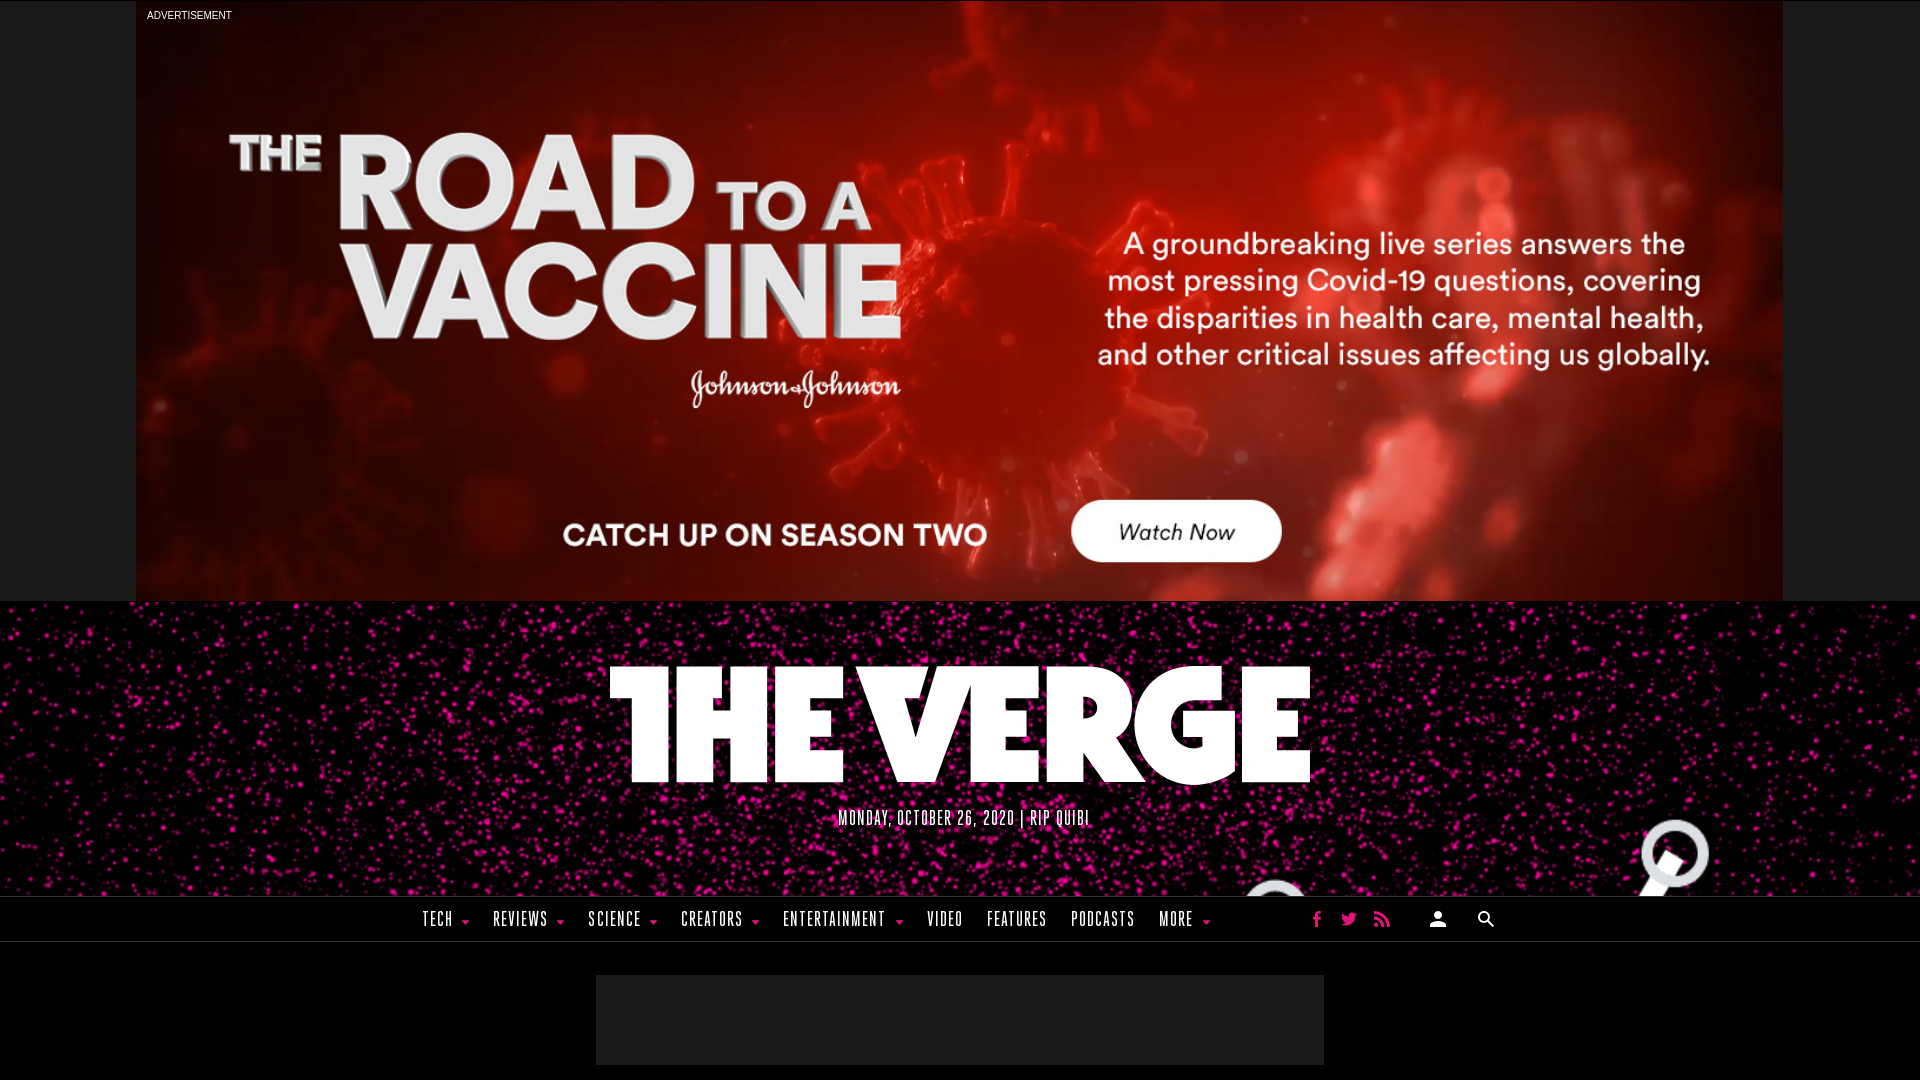 ADVERTISEMENT
THE ROAD TO A
VACCINE
Johnson & Johnson
A groundbreaking live series answers the
most pressing Covid-19 questions, covering
the disparities in health care, mental health,
and other critical issues affecting us globally.
CATCH UP ON SEASON TWO
Watch Now
THE VERGE
MONDAY, OCTOBER 26, 2020 | RIP QUIBI
TECH REVIEWS SCIENCE CREATORS ENTERTAINMENT VIDEO FEATURES PODCASTS MORE